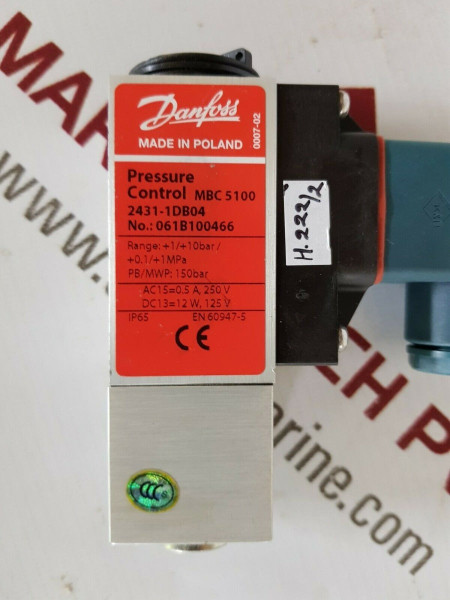 Danfoss
MADE IN POLAND
0007-02
Pressure
Control MBC 5100
2431-1DB04
No.: 061B100466
Range: +1/+10bar /
+0,1/+1MPa
PB/MWP: 150bar
AC15=0.5 A, 250 V
DC13=12 W, 125 V
IP65 EN 60947-5
CE
H.222/2
CCC